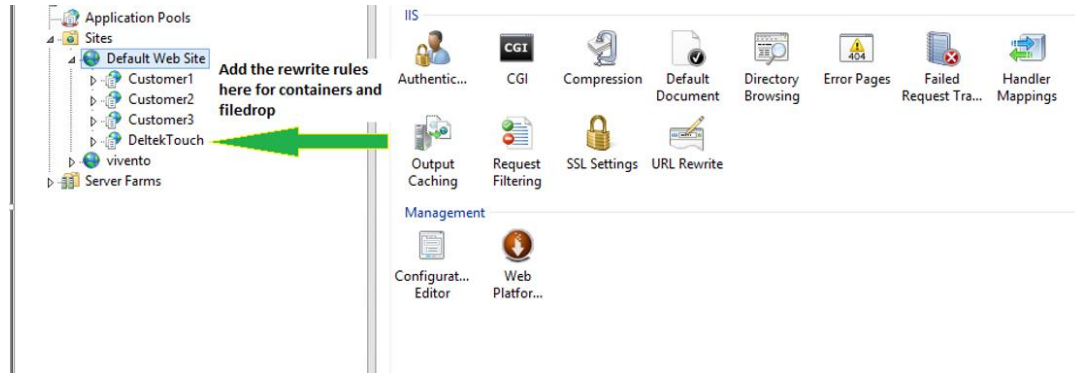 Application Pools
Sites
Default Web Site
Customer1
Customer2
Customer3
DeltekTouch
vivento
Server Farms
Add the rewrite rules
here for containers and
filedrop
IIS
CGI
404
Authentic...
CGI
Compression
Default
Document
Directory
Browsing
Error Pages
Failed
Request Tra...
Handler
Mappings
Output
Caching
Request
Filtering
SSL Settings
URL Rewrite
Management
Configurat...
Editor
Web
Platfor...